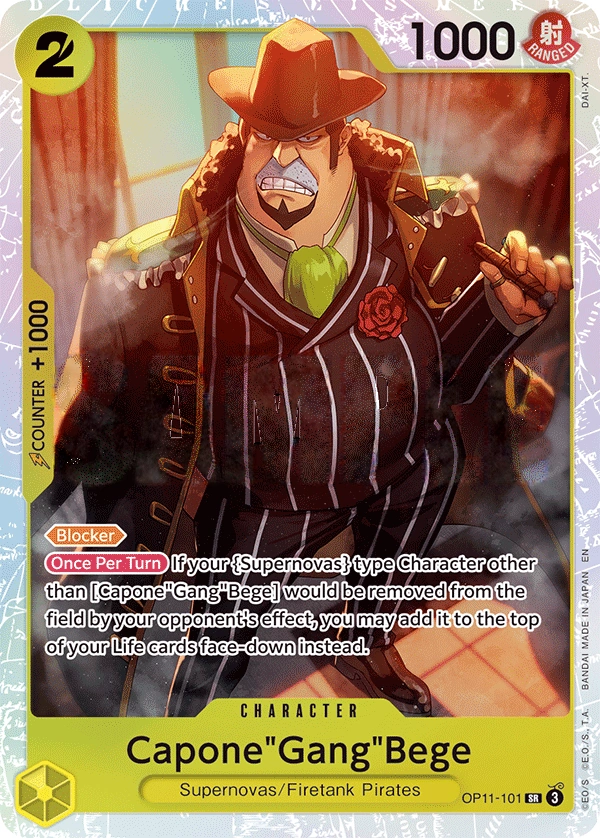 2
1000
射
RANGED
DAI-XT.
COUNTER +1000
Blocker
Once Per Turn If your {Supernovas} type Character other
than [Capone"Gang"Bege] would be removed from the
field by your opponent's effect, you may add it to the top
of your Life cards face-down instead.
CHARACTER
Capone"Gang"Bege
Supernovas/Firetank Pirates
OP11-101 SR 3
©E.O/S ©E.O./S., T.A. BANDAI MADE IN JAPAN EN